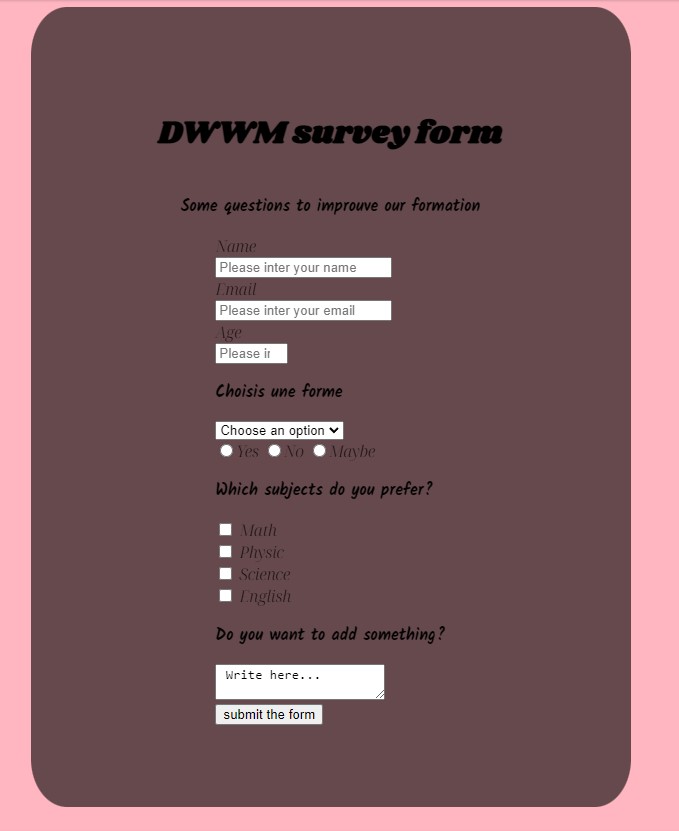 DWWM survey form
Some questions to improuve our formation
Name
Please inter your name
Email
Please inter your email
Age
Please ir
Choisis une forme
Choose an option
Yes No Maybe
Which subjects do you prefer?
Math
Physic
Science
English
Do you want to add something?
Write here...
submit the form